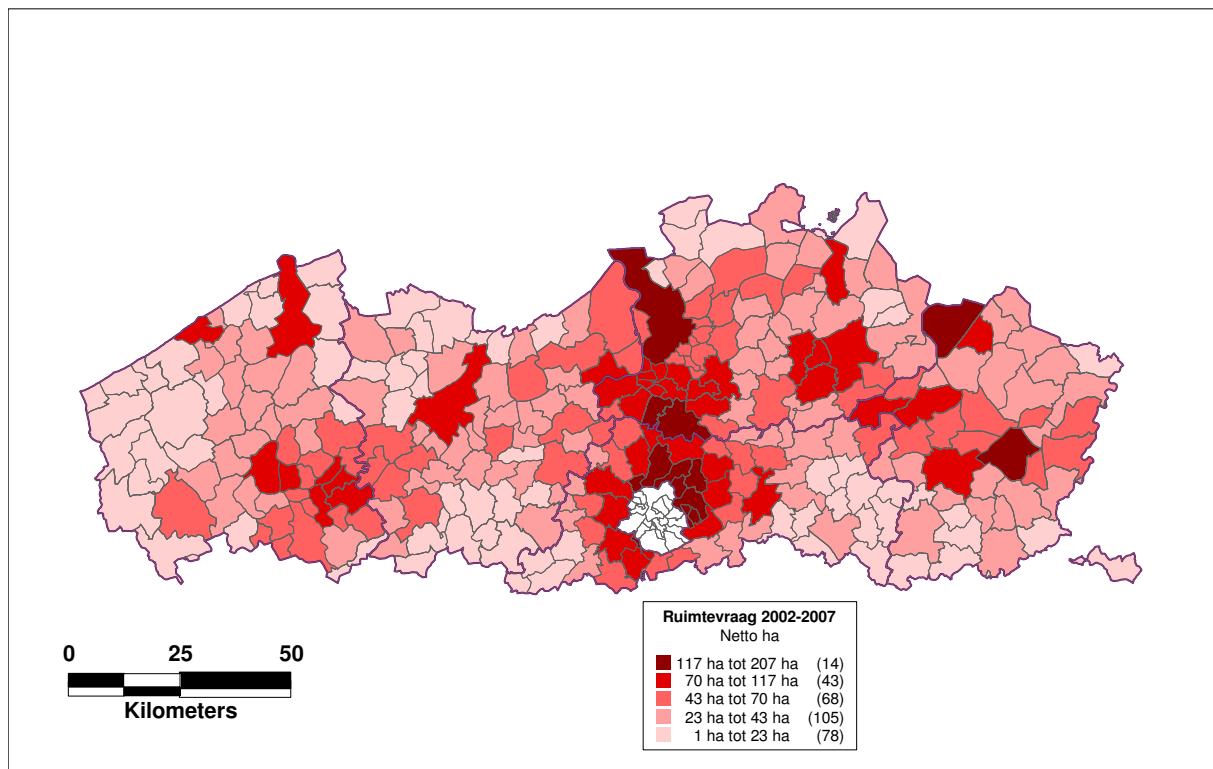 0 25 50
Kilometers
Ruimtevraag 2002-2007
Netto ha
117 ha tot 207 ha (14)
70 ha tot 117 ha (43)
43 ha tot 70 ha (68)
23 ha tot 43 ha (105)
1 ha tot 23 ha (78)